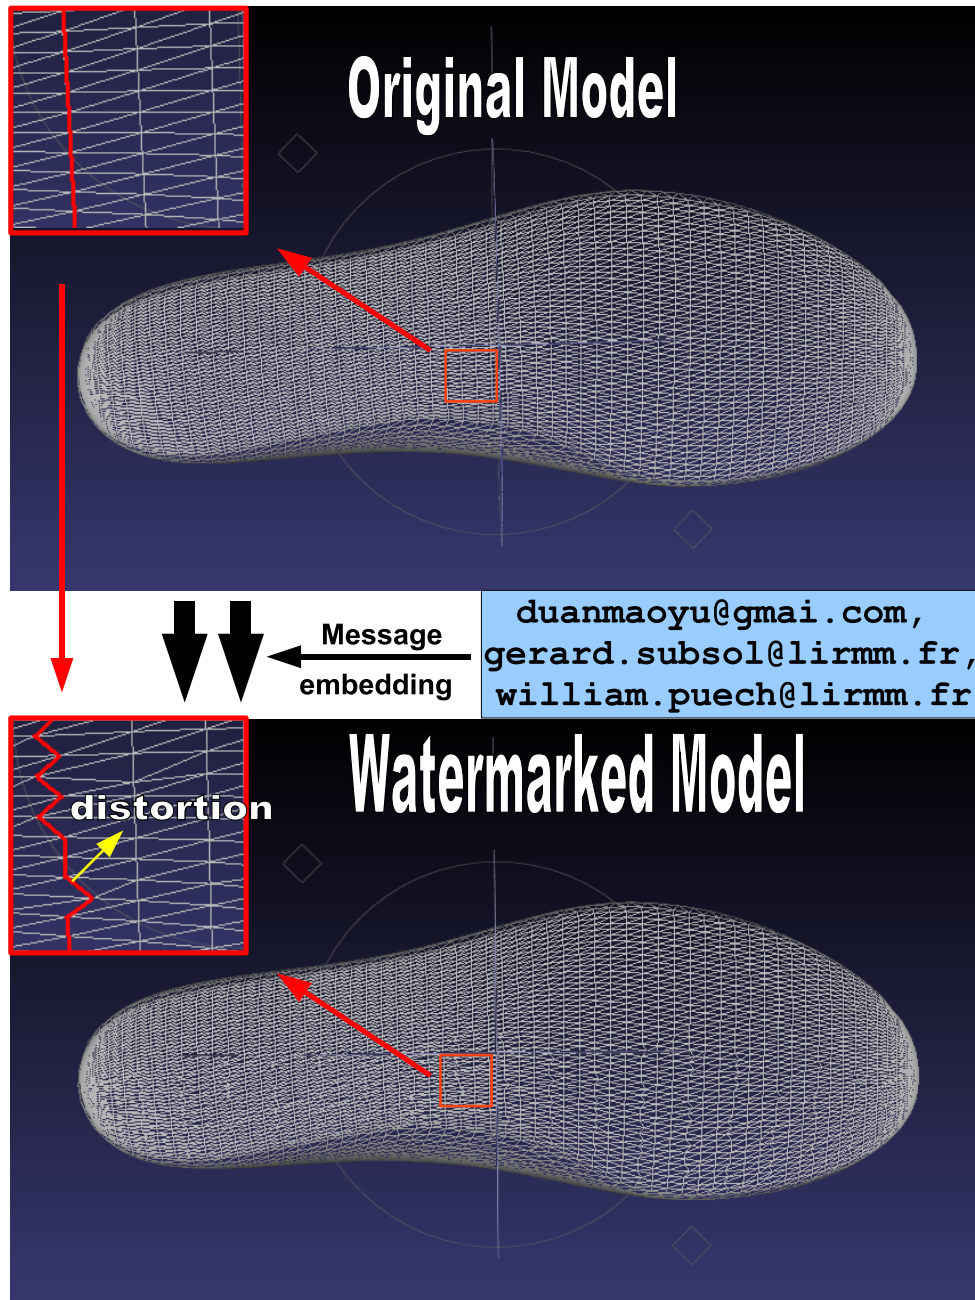 Original Model
duanmaoyu@gmai.com,
gerard.subsol@lirmm.fr,
william.puech@lirmm.fr
Message
embedding
Watermarked Model
distortion